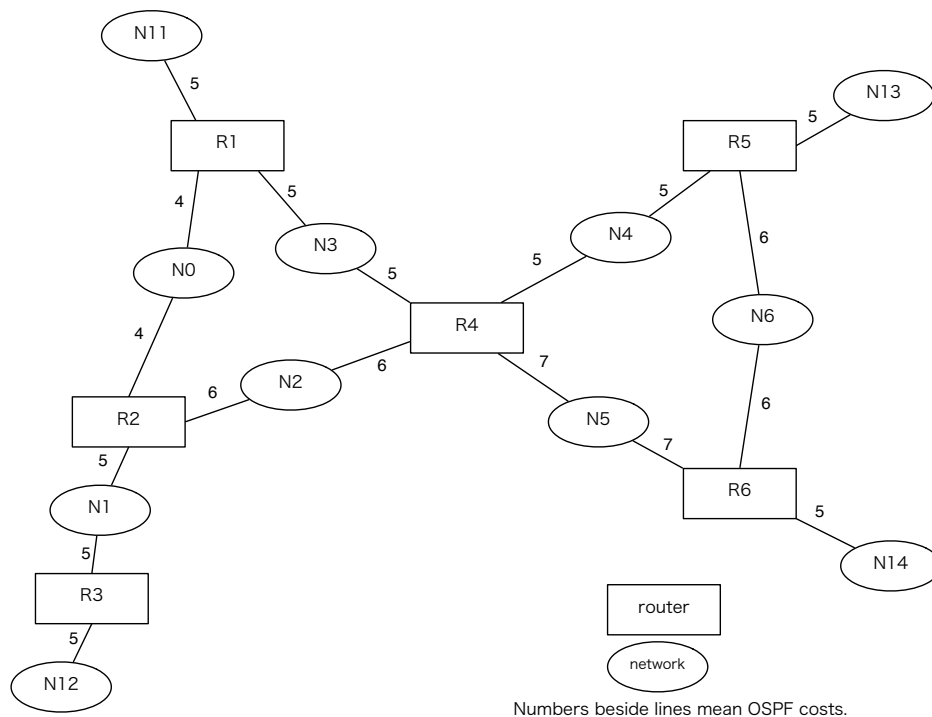 N11
5
N13
5
R1
R5
5
5
4
N3
N4
6
N0
5
5
N6
4
R4
6
N2
7
6
6
N5
R2
7
5
R6
5
N1
N14
5
R3
router
5
network
N12
Numbers beside lines mean OSPF costs.